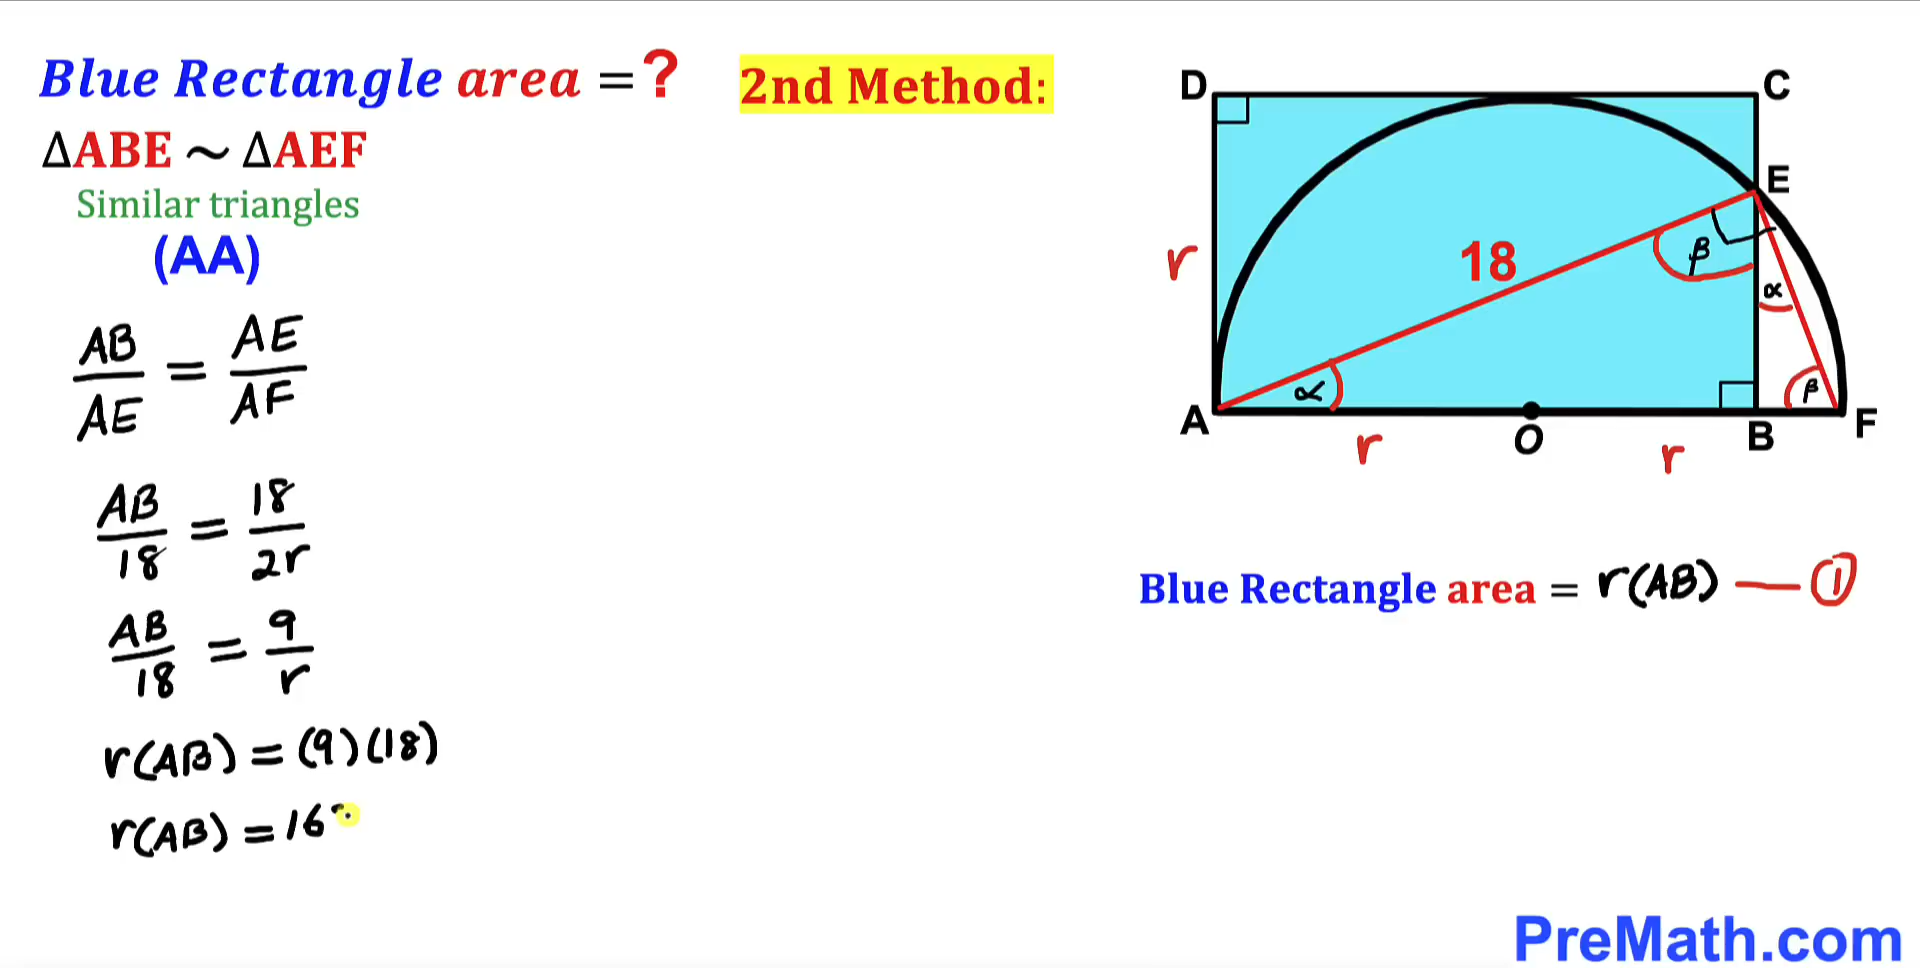 Blue Rectangle area = ?
2nd Method:
ΔABE ~ ΔAEF
Similar triangles
(AA)
AB/AE = AE/AF
AB/18 = 18/2r
AB/18 = 9/r
r(AB) = (9)(18)
r(AB) = 16
D
C
E
r
18
β
α
α
β
A
O
B
F
r
r
Blue Rectangle area = r(AB) — ①
PreMath.com